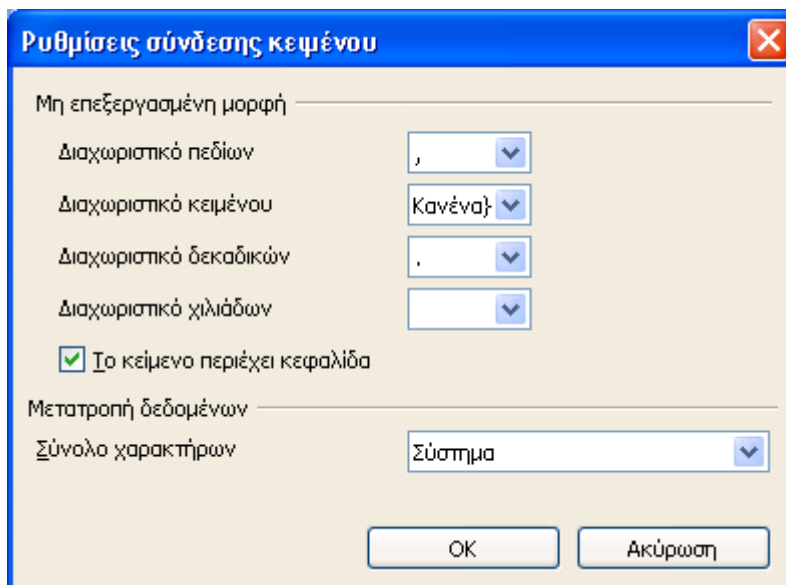 Ρυθμίσεις σύνδεσης κειμένου
Μη επεξεργασμένη μορφή
Διαχωριστικό πεδίων ,
Διαχωριστικό κειμένου Κανένα}
Διαχωριστικό δεκαδικών ,
Διαχωριστικό χιλιάδων
Το κείμενο περιέχει κεφαλίδα
Μετατροπή δεδομένων
Σύνολο χαρακτήρων Σύστημα
OK Ακύρωση